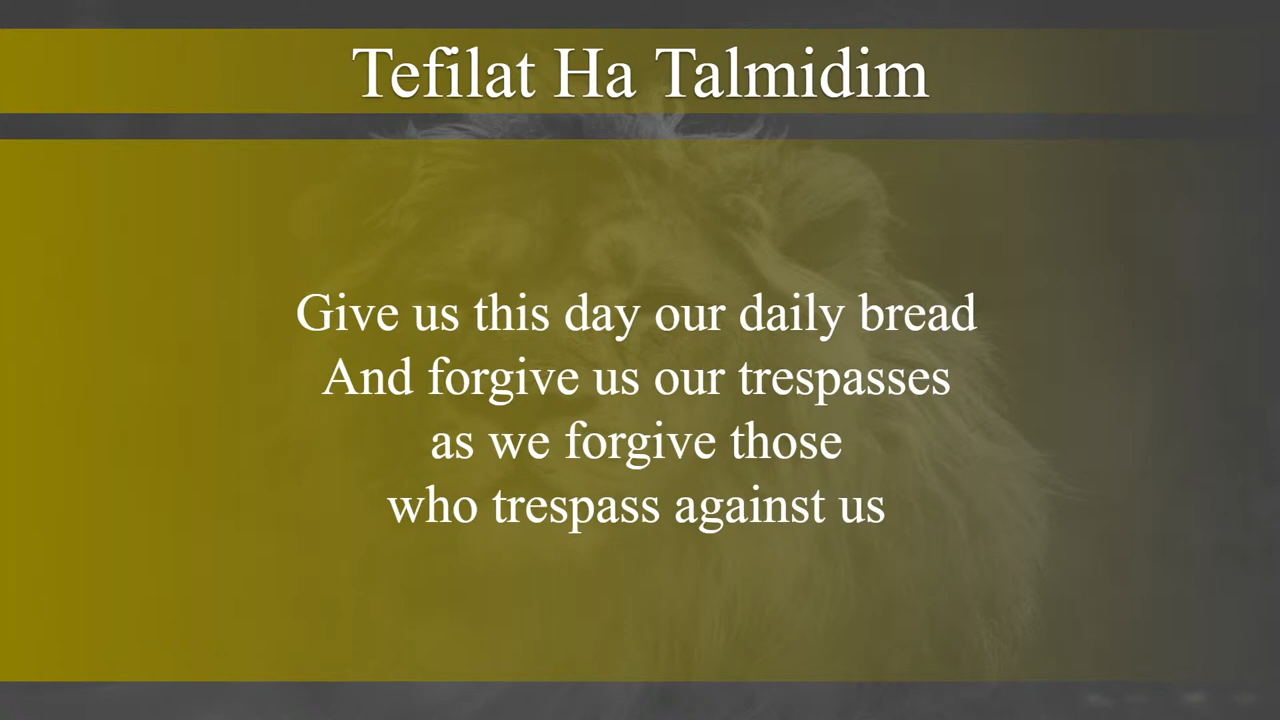 Tefilat Ha Talmidim
Give us this day our daily bread
And forgive us our trespasses
as we forgive those
who trespass against us